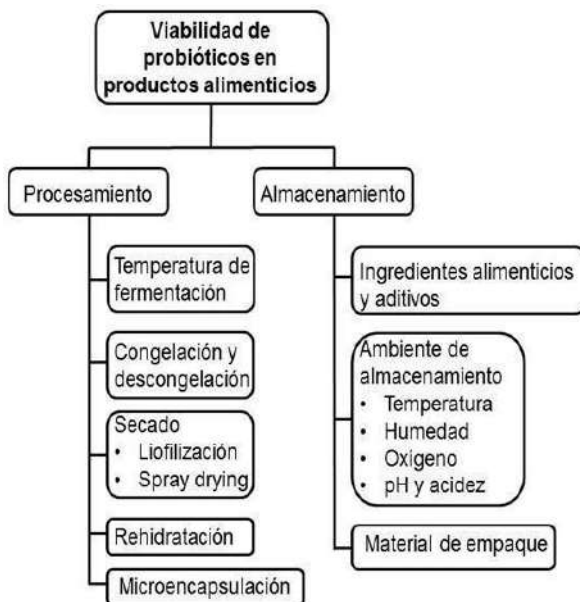 Viabilidad de
probióticos en
productos alimenticios
Procesamiento
Temperatura de
fermentación
Congelación y
descongelación
Secado
• Liofilización
• Spray drying
Rehidratación
Microencapsulación
Almacenamiento
Ingredientes alimenticios
y aditivos
Ambiente de
almacenamiento
• Temperatura
• Humedad
• Oxigeno
• pH y acidez
Material de empaque